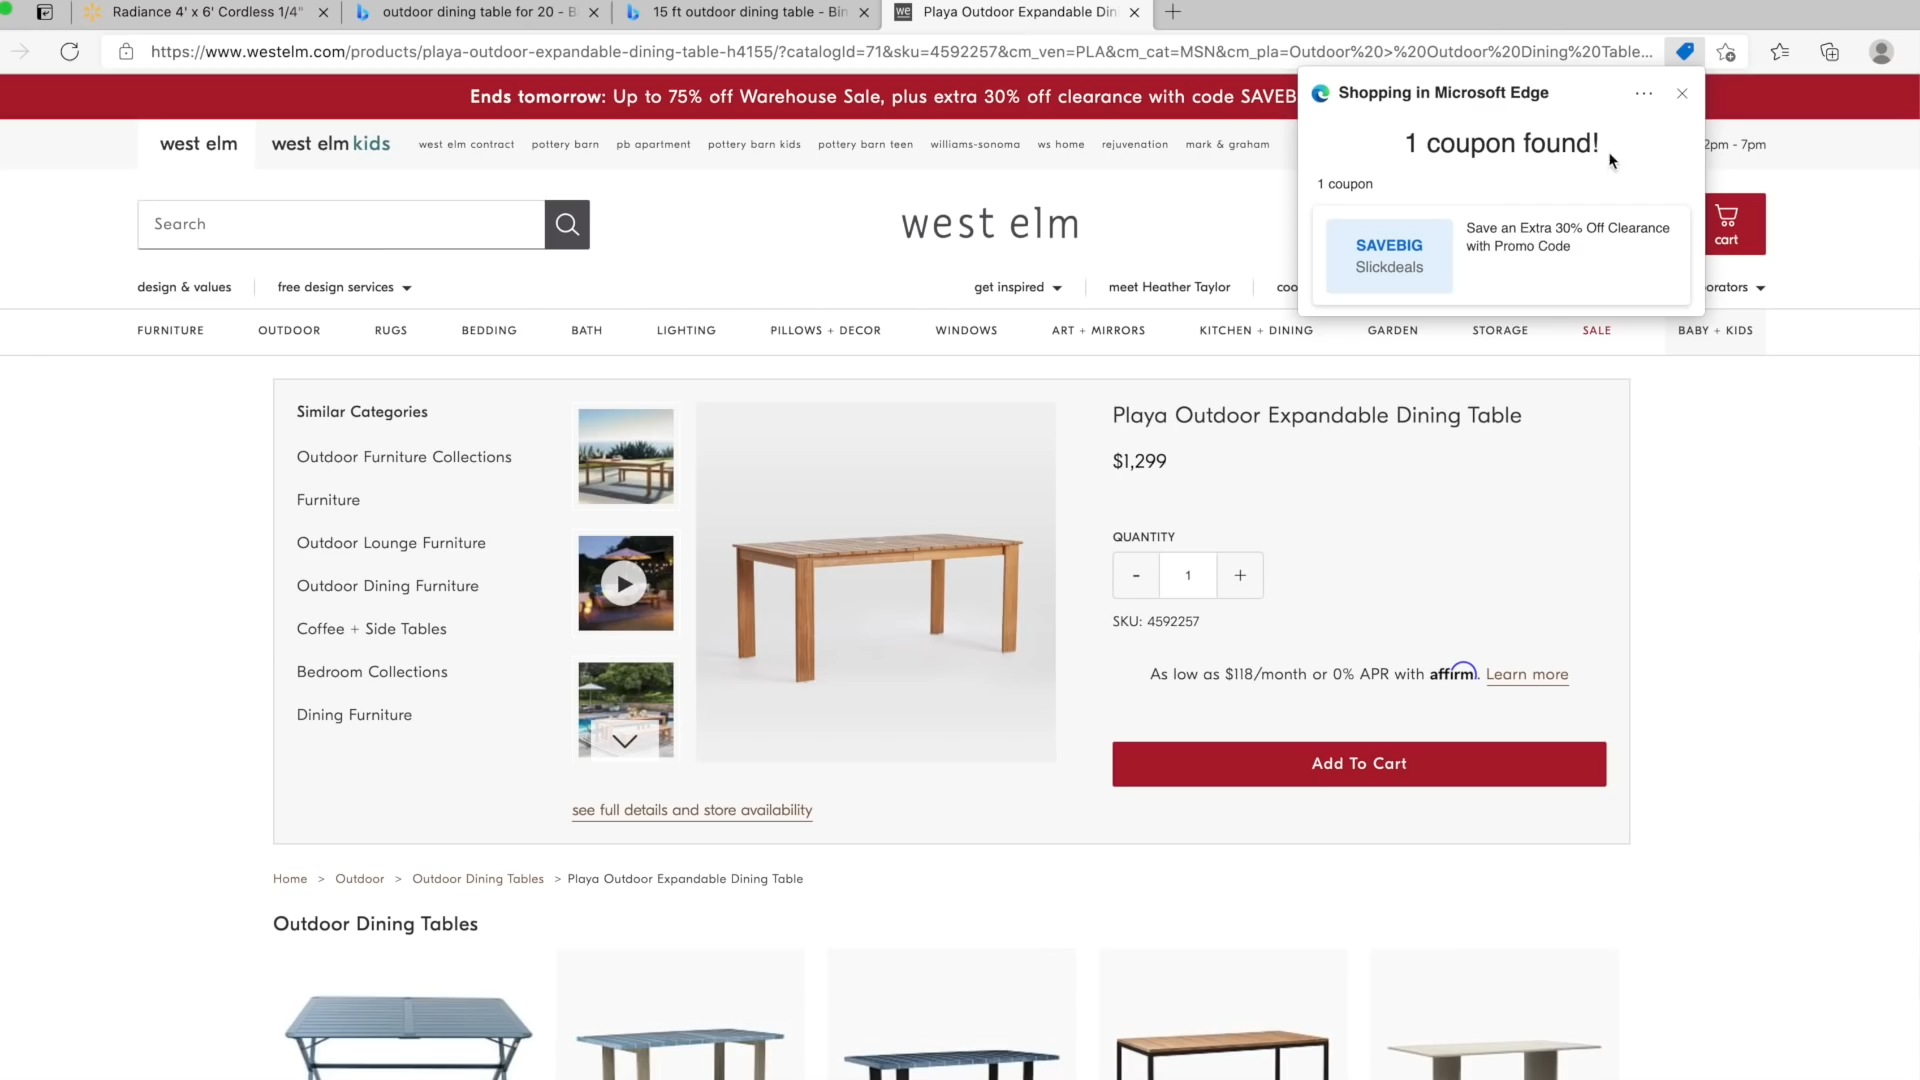 Radiance 4' x 6' Cordless 1/4"
outdoor dining table for 20 - B
15 ft outdoor dining table - Bin
we
Playa Outdoor Expandable Din
https://www.westelm.com/products/playa-outdoor-expandable-dining-table-h4155/?catalogId=71&sku=4592257&cm_ven=PLA&cm_cat=MSN&cm_pla=Outdoor%20>%20Outdoor%20Dining%20Table...
Ends tomorrow: Up to 75% off Warehouse Sale, plus extra 30% off clearance with code SAVEB
Shopping in Microsoft Edge
1 coupon found!
1 coupon
SAVEBIG
Slickdeals
Save an Extra 30% Off Clearance
with Promo Code
west elm
west elm kids
west elm contract
pottery barn
pb apartment
pottery barn kids
pottery barn teen
williams-sonoma
ws home
rejuvenation
mark & graham
2pm - 7pm
Search
west elm
cart
design & values
free design services
get inspired
meet Heather Taylor
coo
orators
FURNITURE
OUTDOOR
RUGS
BEDDING
BATH
LIGHTING
PILLOWS + DECOR
WINDOWS
ART + MIRRORS
KITCHEN + DINING
GARDEN
STORAGE
SALE
BABY + KIDS
Similar Categories
Outdoor Furniture Collections
Furniture
Outdoor Lounge Furniture
Outdoor Dining Furniture
Coffee + Side Tables
Bedroom Collections
Dining Furniture
see full details and store availability
Playa Outdoor Expandable Dining Table
$1,299
QUANTITY
- 1 +
SKU: 4592257
As low as $118/month or 0% APR with affirm. Learn more
Add To Cart
Home > Outdoor > Outdoor Dining Tables > Playa Outdoor Expandable Dining Table
Outdoor Dining Tables